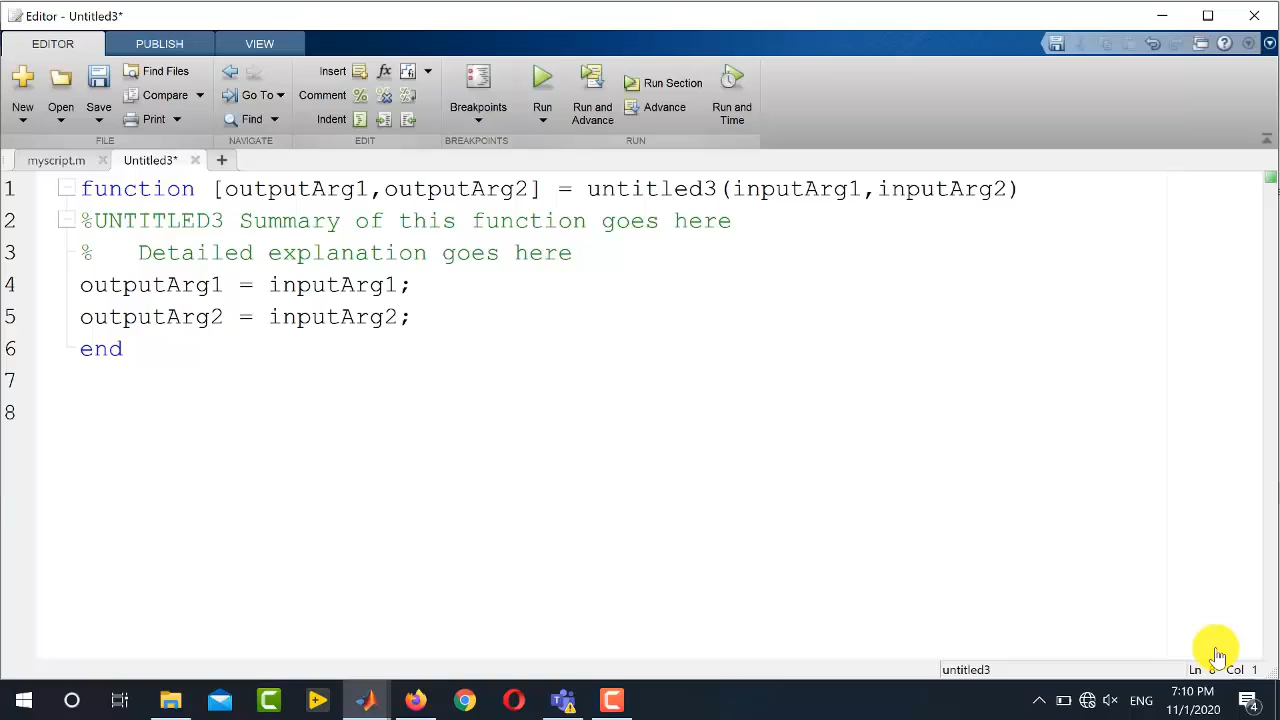 Editor - Untitled3*
EDITOR PUBLISH VIEW
New Open Save Find Files Compare Print FILE
Go To Find NAVIGATE
Insert fx Comment Indent EDIT
Breakpoints BREAKPOINTS
Run Run and Advance Run Section Advance Run and Time RUN
myscript.m Untitled3* +
1 function [outputArg1,outputArg2] = untitled3(inputArg1,inputArg2)
2 %UNTITLED3 Summary of this function goes here
3 % Detailed explanation goes here
4 outputArg1 = inputArg1;
5 outputArg2 = inputArg2;
6 end
7
8
untitled3 Ln Col 1
ENG 7:10 PM 11/1/2020 4